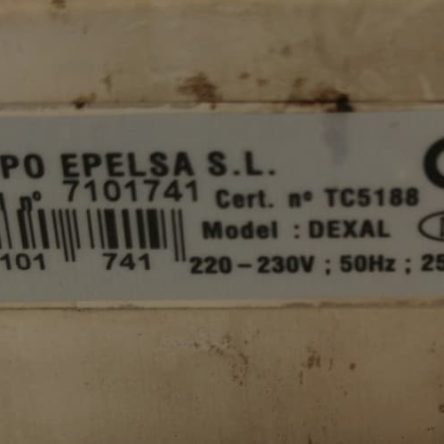 PO EPELSA S.L.
nº 7101741 Cert. nº TC5188
Model : DEXAL
101 741 220-230V ; 50Hz ; 25